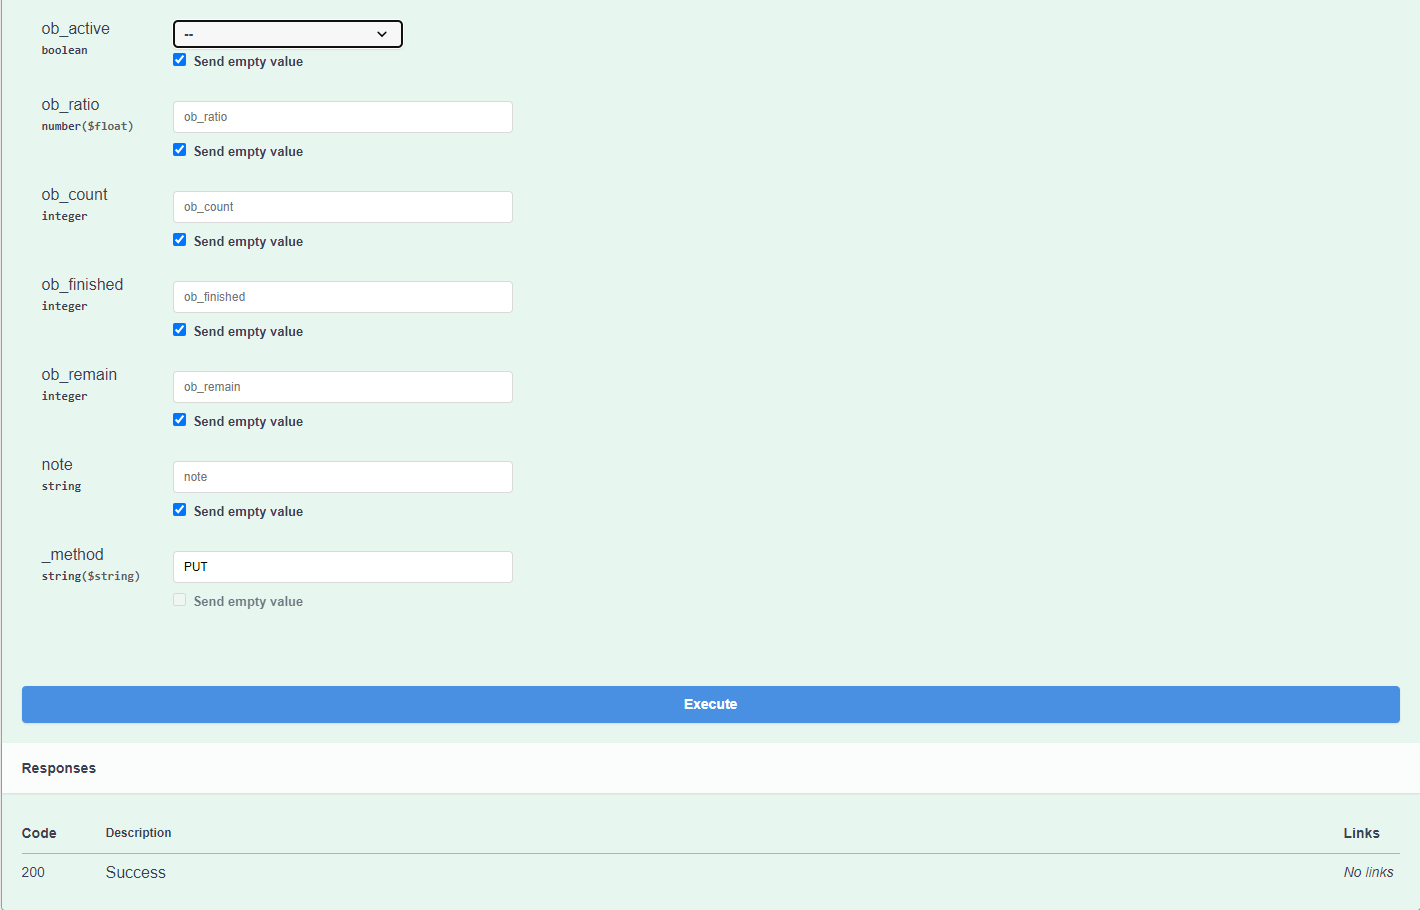 ob_active
boolean
--
Send empty value
ob_ratio
number($float)
ob_ratio
Send empty value
ob_count
integer
ob_count
Send empty value
ob_finished
integer
ob_finished
Send empty value
ob_remain
integer
ob_remain
Send empty value
note
string
note
Send empty value
_method
string($string)
PUT
Send empty value
Execute
Responses
Code Description Links
200 Success No links